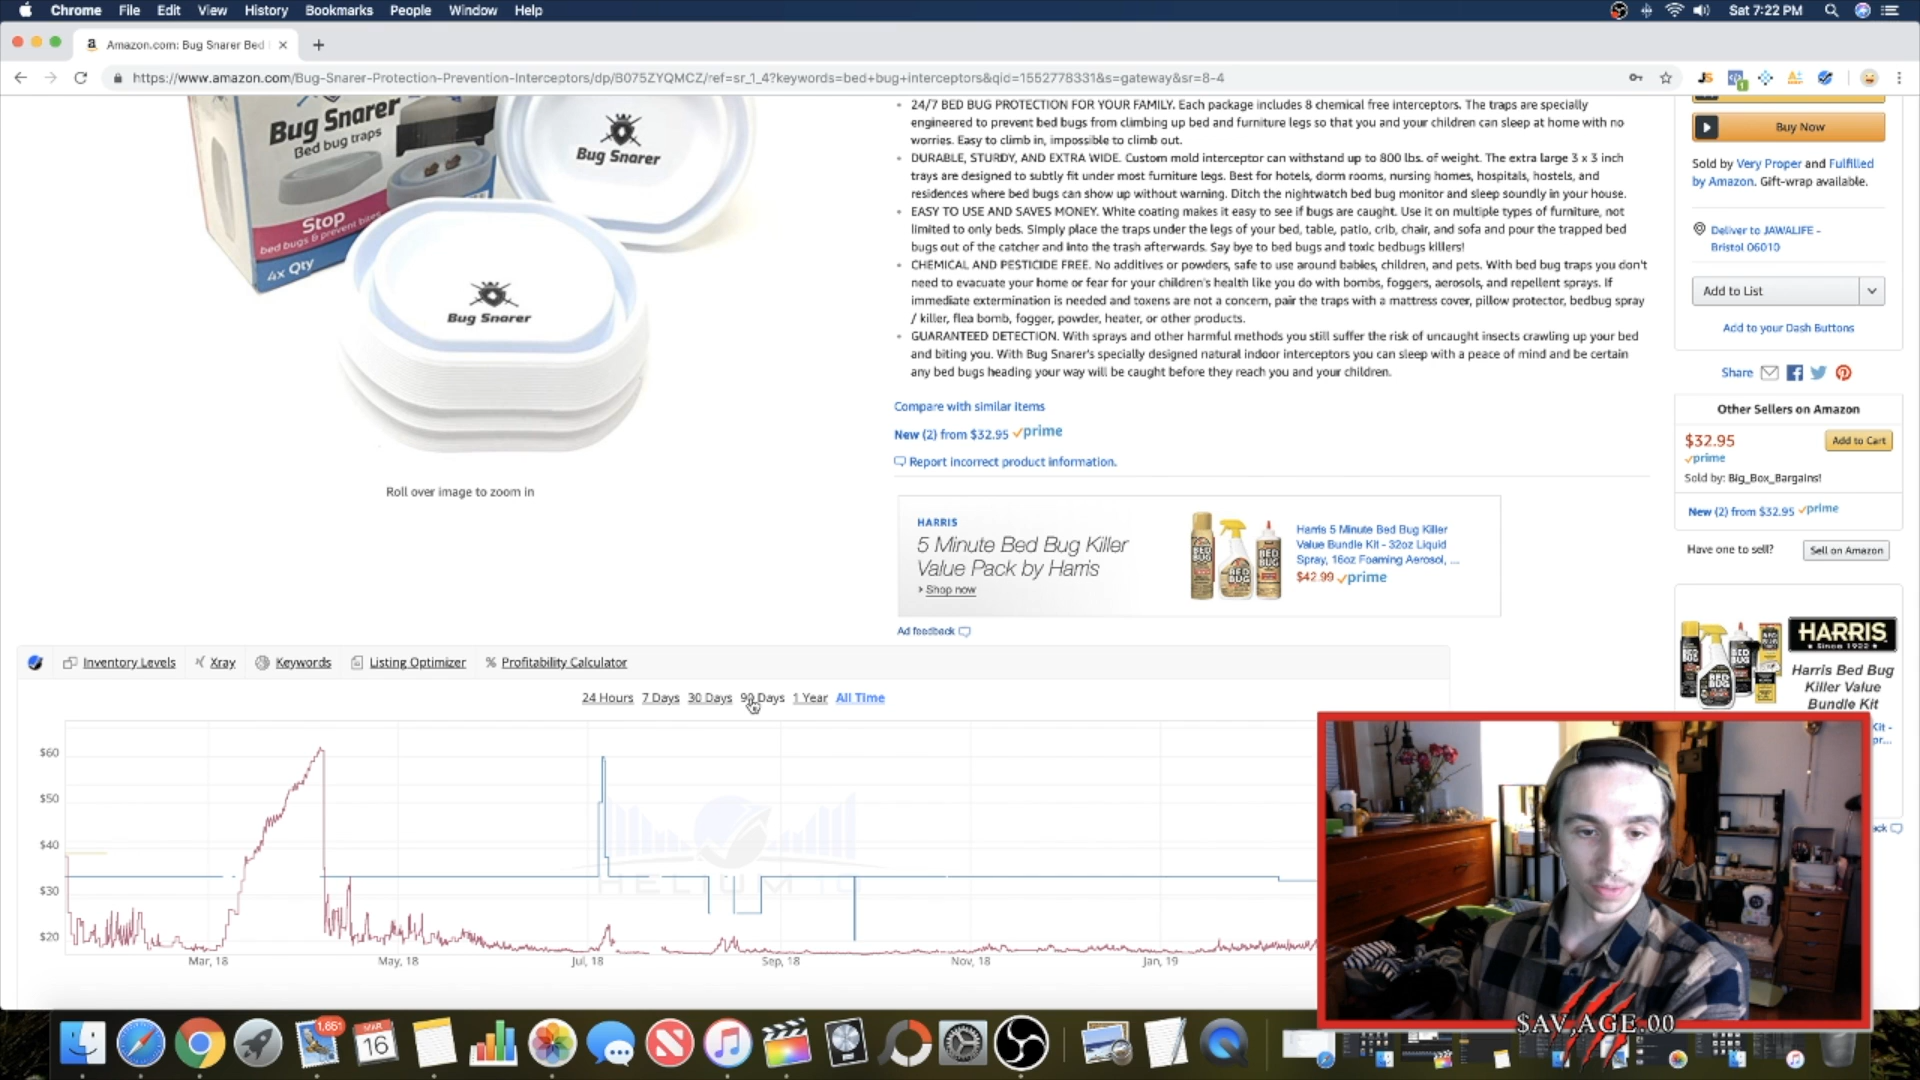 Chrome File Edit View History Bookmarks People Window Help
Sat 7:22 PM
Amazon.com: Bug Snarer Bed
https://www.amazon.com/Bug-Snarer-Protection-Prevention-Interceptors/dp/B075ZYQMCZ/ref=sr_1_4?keywords=bed+bug+interceptors&qid=1552778331&s=gateway&sr=8-4
Bug Snarer
Bed bug traps
Stop
bed bugs & prevent bites
4x Qty
Bug Snarer
Bug Snarer
Roll over image to zoom in
24/7 BED BUG PROTECTION FOR YOUR FAMILY. Each package includes 8 chemical free interceptors. The traps are specially
engineered to prevent bed bugs from climbing up bed and furniture legs so that you and your children can sleep at home with no
worries. Easy to climb in, impossible to climb out.
DURABLE, STURDY, AND EXTRA WIDE. Custom mold interceptor can withstand up to 800 lbs. of weight. The extra large 3 x 3 inch
trays are designed to subtly fit under most furniture legs. Best for hotels, dorm rooms, nursing homes, hospitals, hostels, and
residences where bed bugs can show up without warning. Ditch the nightwatch bed bug monitor and sleep soundly in your house.
EASY TO USE AND SAVES MONEY. White coating makes it easy to see if bugs are caught. Use it on multiple types of furniture, not
limited to only beds. Simply place the traps under the legs of your bed, table, patio, crib, chair, and sofa and pour the trapped bed
bugs out of the catcher and into the trash afterwards. Say bye to bed bugs and toxic bedbugs killers!
CHEMICAL AND PESTICIDE FREE. No additives or powders, safe to use around babies, children, and pets. With bed bug traps you don't
need to evacuate your home or fear for your children's health like you do with bombs, foggers, aerosols, and repellent sprays. If
immediate extermination is needed and toxens are not a concern, pair the traps with a mattress cover, pillow protector, bedbug spray
/ killer, flea bomb, fogger, powder, heater, or other products.
GUARANTEED DETECTION. With sprays and other harmful methods you still suffer the risk of uncaught insects crawling up your bed
and biting you. With Bug Snarer's specially designed natural indoor interceptors you can sleep with a peace of mind and be certain
any bed bugs heading your way will be caught before they reach you and your children.
Compare with similar items
New (2) from $32.95 prime
Report incorrect product information.
HARRIS
5 Minute Bed Bug Killer
Value Pack by Harris
Shop now
Harris 5 Minute Bed Bug Killer
Value Bundle Kit - 32oz Liquid
Spray, 16oz Foaming Aerosol, ...
$42.99 prime
Ad feedback
Buy Now
Sold by Very Proper and Fulfilled
by Amazon. Gift-wrap available.
Deliver to JAWALIFE -
Bristol 06010
Add to List
Add to your Dash Buttons
Share
Other Sellers on Amazon
$32.95
Add to Cart
prime
Sold by: Big_Box_Bargains!
New (2) from $32.95 prime
Have one to sell? Sell on Amazon
HARRIS
Since 1922
Harris Bed Bug
Killer Value
Bundle Kit
Kit -
pr...
Inventory Levels Xray Keywords Listing Optimizer % Profitability Calculator
24 Hours 7 Days 30 Days 90 Days 1 Year All Time
$60
$50
$40
$30
$20
HELIUM 10
Mar, 18 May, 18 Jul, 18 Sep, 18 Nov, 18 Jan, 19
$AV,AGE.00
1,661
MAR
16